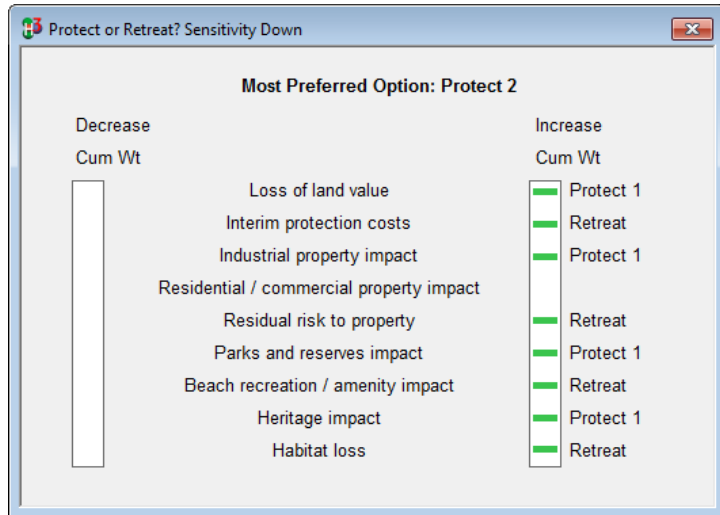 Protect or Retreat? Sensitivity Down
Most Preferred Option: Protect 2
Decrease Increase
Cum Wt Cum Wt
Loss of land value Protect 1
Interim protection costs Retreat
Industrial property impact Protect 1
Residential / commercial property impact
Residual risk to property Retreat
Parks and reserves impact Protect 1
Beach recreation / amenity impact Retreat
Heritage impact Protect 1
Habitat loss Retreat